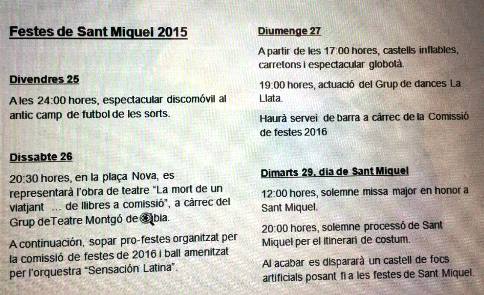 Festes de Sant Miquel 2015
Divendres 25
A les 24:00 hores, espectacular discomòvil al
antic camp de futbol de les sorts.
Dissabte 26
20:30 hores, en la plaça Nova, es
representarà l'obra de teatre "La mort de un
viatjant ... de llibres a comissió", a càrrec del
Grup deTeatre Montgó de
A continuación, sopar pro-festes organitzat per
la comissió de festes de 2016 i ball amenitzat
per l'orquestra "Sensación Latina".
Diumenge 27
A partir de les 17:00 hores, castells inflables,
carretons i espectacular globotà.
19:00 hores, actuació del Grup de dances La
Llata.
Haurà servei de barra a càrrec de la Comissió
de festes 2016
Dimarts 29, dia de Sant Miquel
12:00 hores, solemne missa major en honor a
Sant Miquel.
20:00 hores, solemne processó de Sant
Miquel per el itinerari de costum.
Al acabar es dispararà un castell de focs
artificials posant fi a les festes de Sant Miquel.